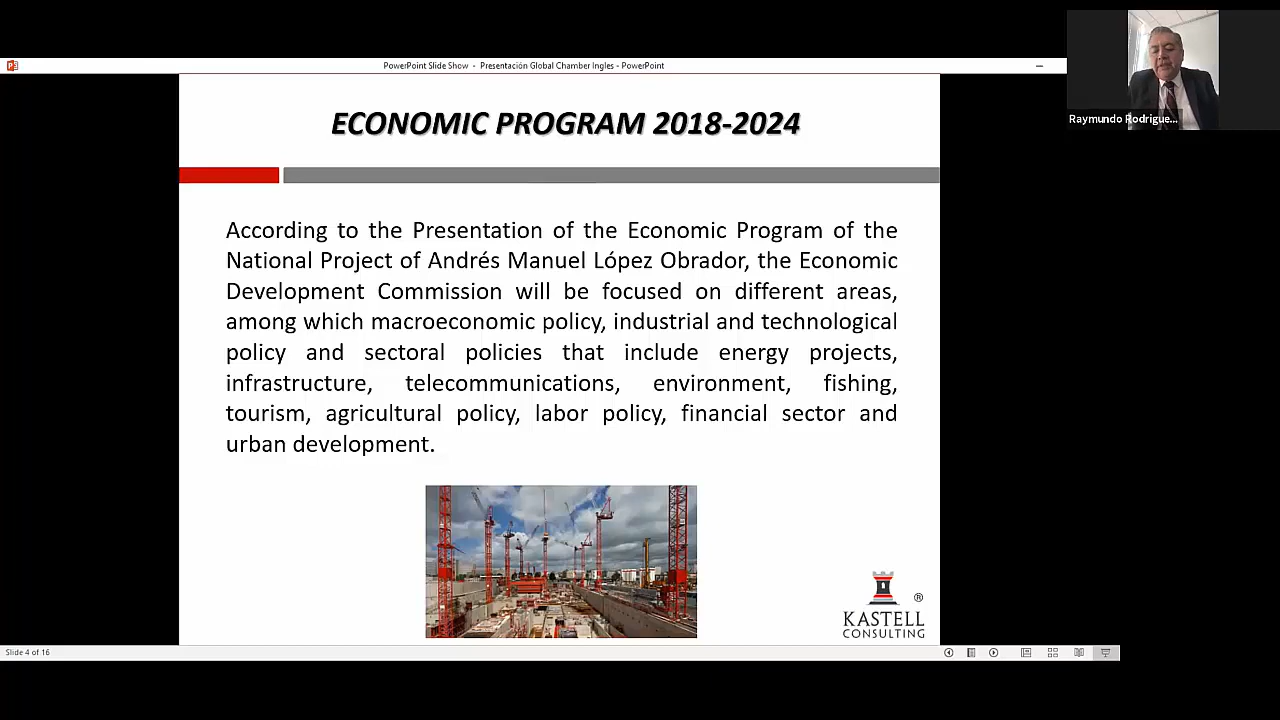 PowerPoint Slide Show - Presentación Global Chamber Ingles - PowerPoint
Raymundo Rodrigue...
ECONOMIC PROGRAM 2018-2024
According to the Presentation of the Economic Program of the
National Project of Andrés Manuel López Obrador, the Economic
Development Commission will be focused on different areas,
among which macroeconomic policy, industrial and technological
policy and sectoral policies that include energy projects,
infrastructure, telecommunications, environment, fishing,
tourism, agricultural policy, labor policy, financial sector and
urban development.
®
KASTELL
CONSULTING
Slide 4 of 16